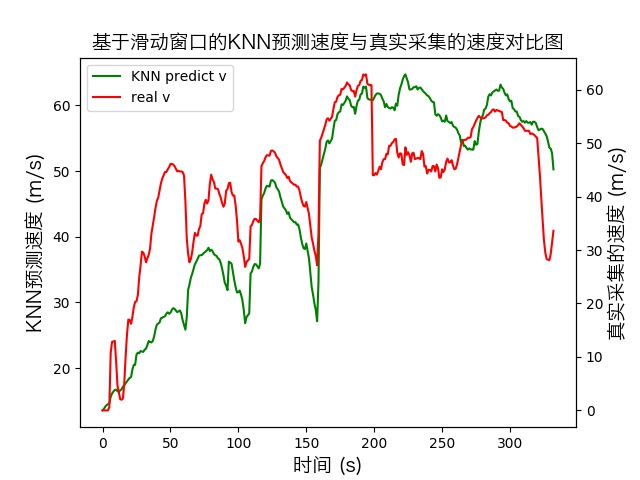 基于滑动窗口的KNN预测速度与真实采集的速度对比图
KNN predict v
real v
KNN预测速度 (m/s)
60
50
40
30
20
真实采集的速度 (m/s)
60
50
40
30
20
10
0
0 50 100 150 200 250 300
时间 (s)